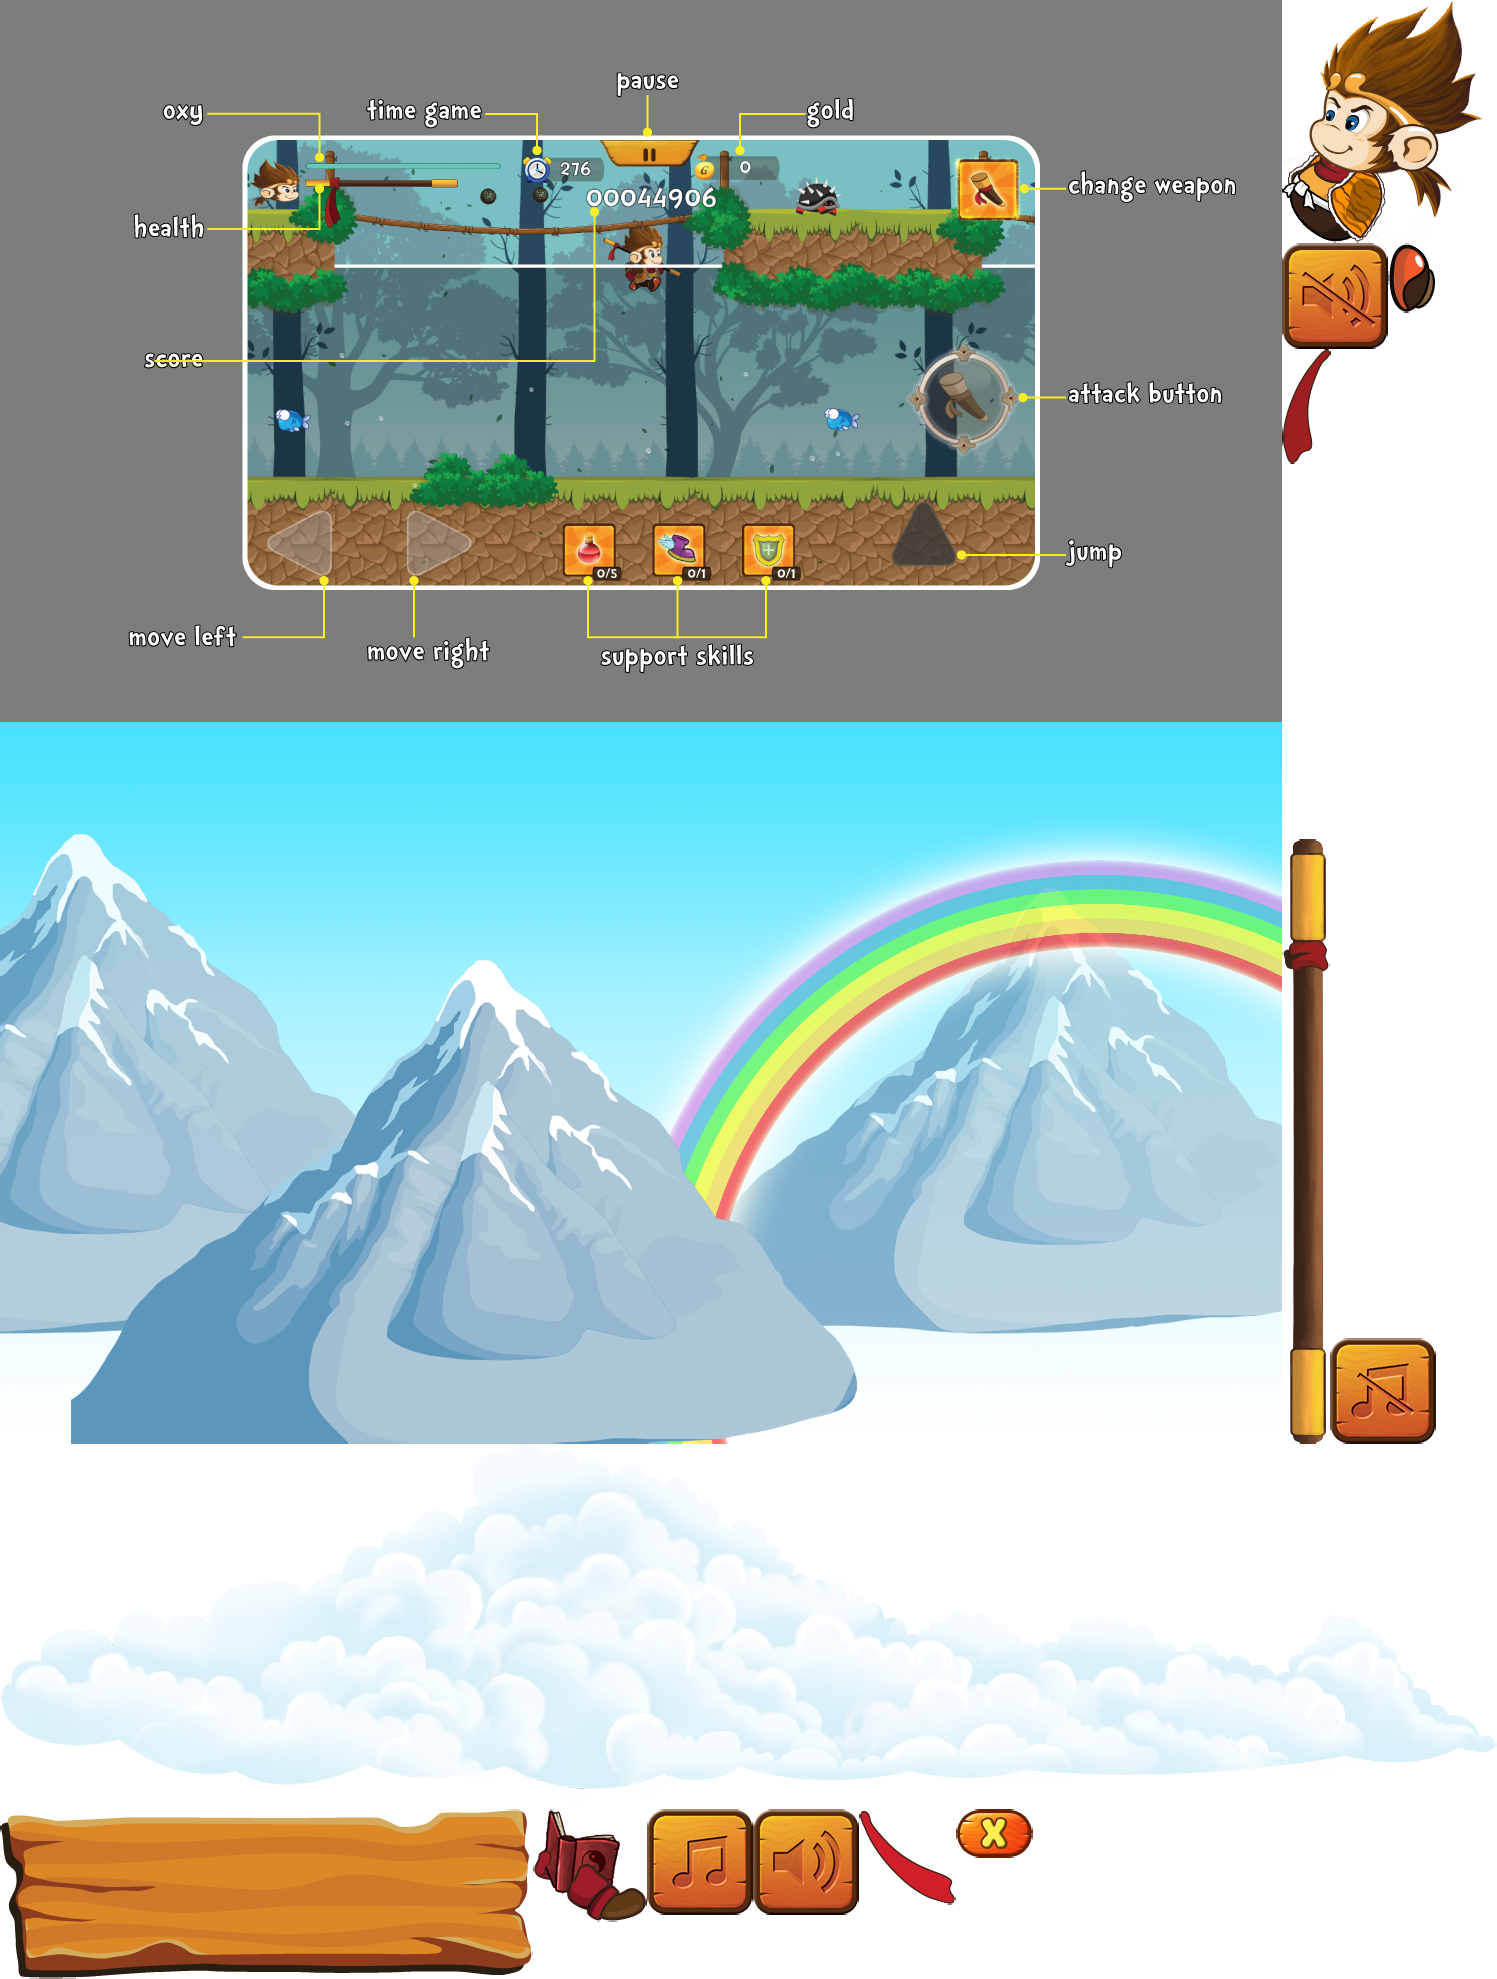 pause
oxy
time game
gold
276
G
0
00044906
change weapon
health
score
attack button
jump
0/5
0/1
0/1
move left
move right
support skills
X